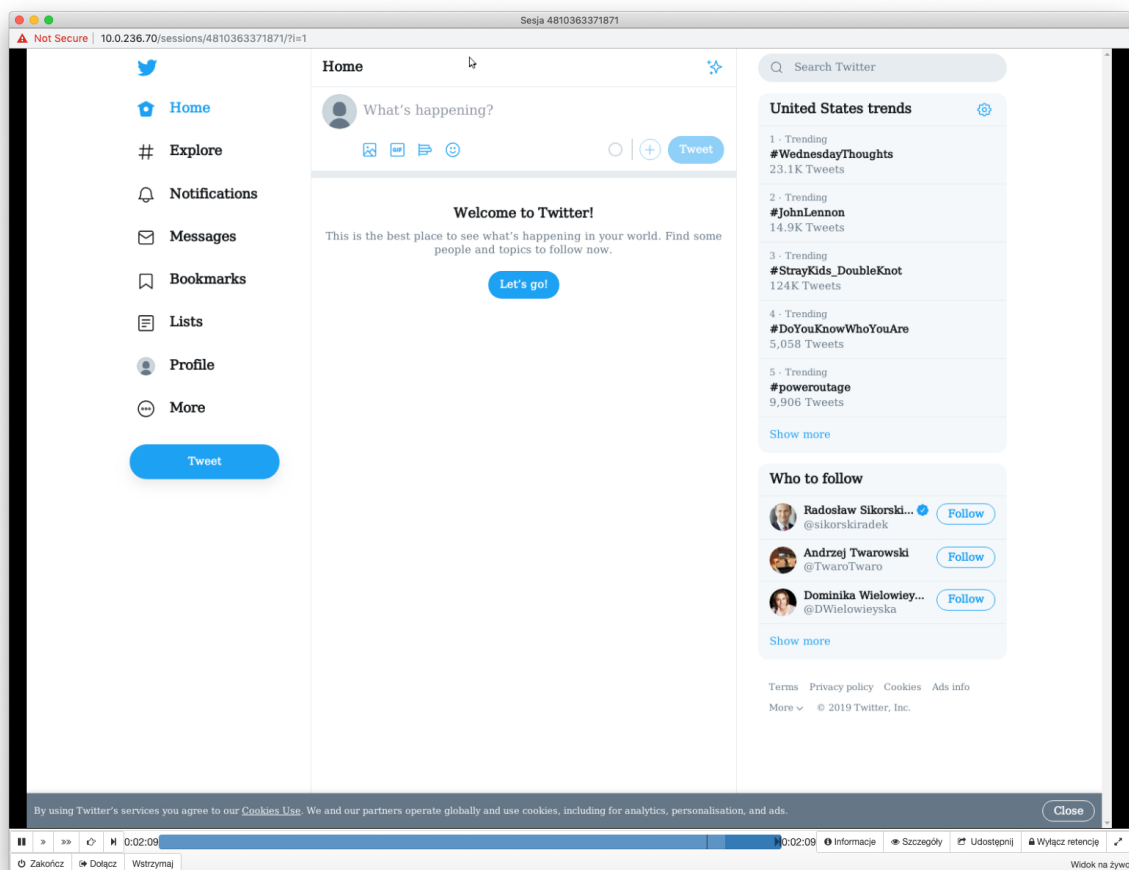 Sesja 4810363371871
Not Secure | 10.0.236.70/sessions/4810363371871/?i=1
Home
Explore
Notifications
Messages
Bookmarks
Lists
Profile
More
Tweet
Home
What's happening?
GIF
Tweet
Welcome to Twitter!
This is the best place to see what's happening in your world. Find some
people and topics to follow now.
Let's go!
Search Twitter
United States trends
1 · Trending
#WednesdayThoughts
23.1K Tweets
2 · Trending
#JohnLennon
14.9K Tweets
3 · Trending
#StrayKids_DoubleKnot
124K Tweets
4 · Trending
#DoYouKnowWhoYouAre
5,058 Tweets
5 · Trending
#poweroutage
9,906 Tweets
Show more
Who to follow
Radosław Sikorski...
@sikorskiradek
Follow
Andrzej Twarowski
@TwaroTwaro
Follow
Dominika Wielowiey...
@DWielowieyska
Follow
Show more
Terms Privacy policy Cookies Ads info
More © 2019 Twitter, Inc.
By using Twitter's services you agree to our Cookies Use. We and our partners operate globally and use cookies, including for analytics, personalisation, and ads.
Close
0:02:09
0:02:09 Informacje Szczegóły Udostępnij Wyłącz retencję
Zakończ Dołącz Wstrzymaj
Widok na żywo